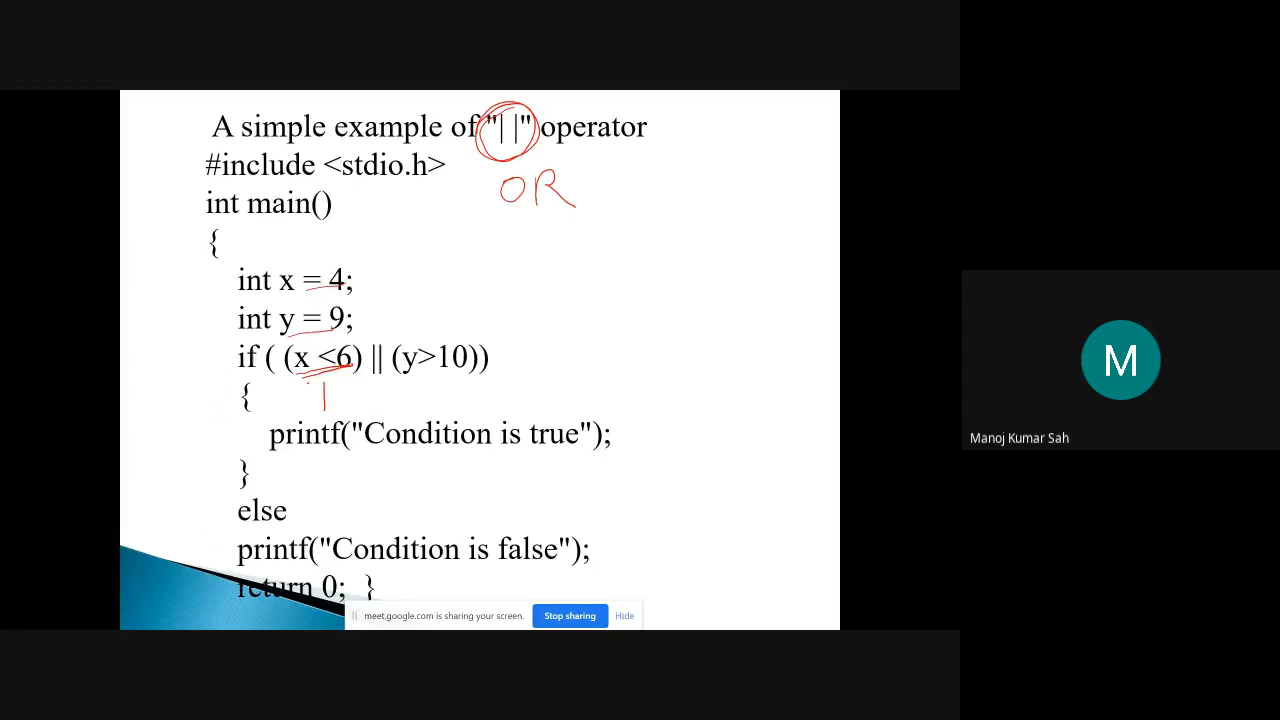 A simple example of "| |" operator
#include <stdio.h>
OR
int main()
{
int x = 4;
int y = 9;
if ( (x <6) || (y>10))
{
1
printf("Condition is true");
}
else
printf("Condition is false");
return 0; }
meet.google.com is sharing your screen. Stop sharing Hide
M
Manoj Kumar Sah